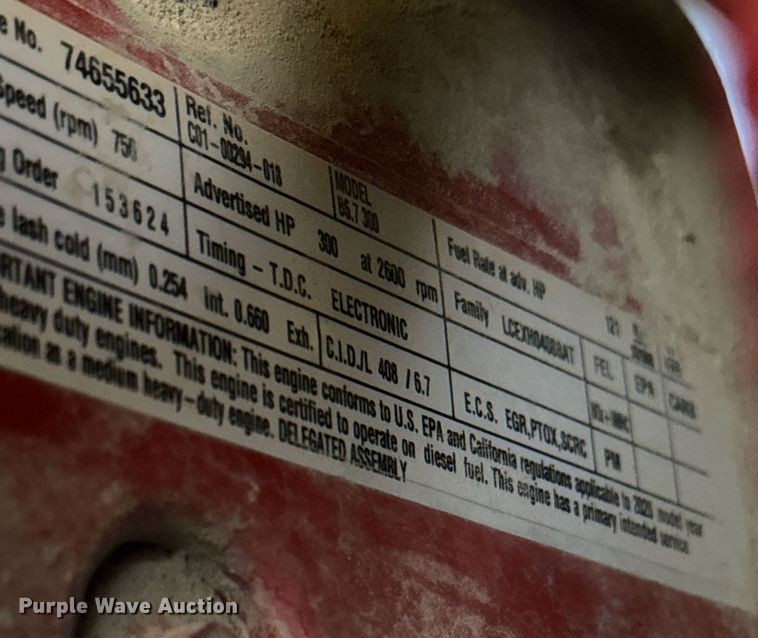 e No. 74655633
Ref. No.
C01-00294-018
MODEL
B6.7 300
Speed (rpm) 750
Advertised HP 300 at 2600 rpm
Fuel Rate at adv. HP 121
g Order 153624
Timing - T.D.C. ELECTRONIC
Family FEL EPA CARB
e lash cold (mm) 0.254 Int. 0.660 Exh.
C.I.D./L 408 / 6.7
E.C.S. EGR,PTOX,SCRC
PM
RTANT ENGINE INFORMATION: This engine conforms to U.S. EPA and California regulations applicable to 2020 model year
heavy duty engines. This engine is certified to operate on diesel fuel. This engine has a primary intended service
cation as a medium heavy-duty engine. DELEGATED ASSEMBLY
Purple Wave Auction